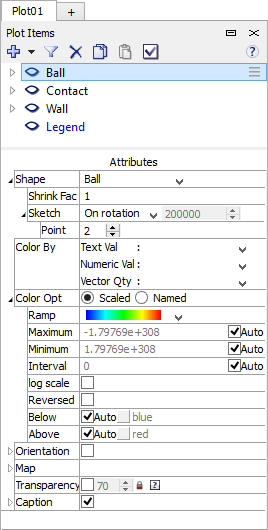 Plot01
+
Plot Items
Ball
Contact
Wall
Legend
Attributes
Shape Ball
Shrink Fac 1
Sketch On rotation 200000
Point 2
Color By Text Val :
Numeric Val :
Vector Qty :
Color Opt Scaled Named
Ramp
Maximum -1.79769e+308 Auto
Minimum 1.79769e+308 Auto
Interval 0 Auto
log scale
Reversed
Below Auto blue
Above Auto red
Orientation
Map
Transparency 70 ?
Caption